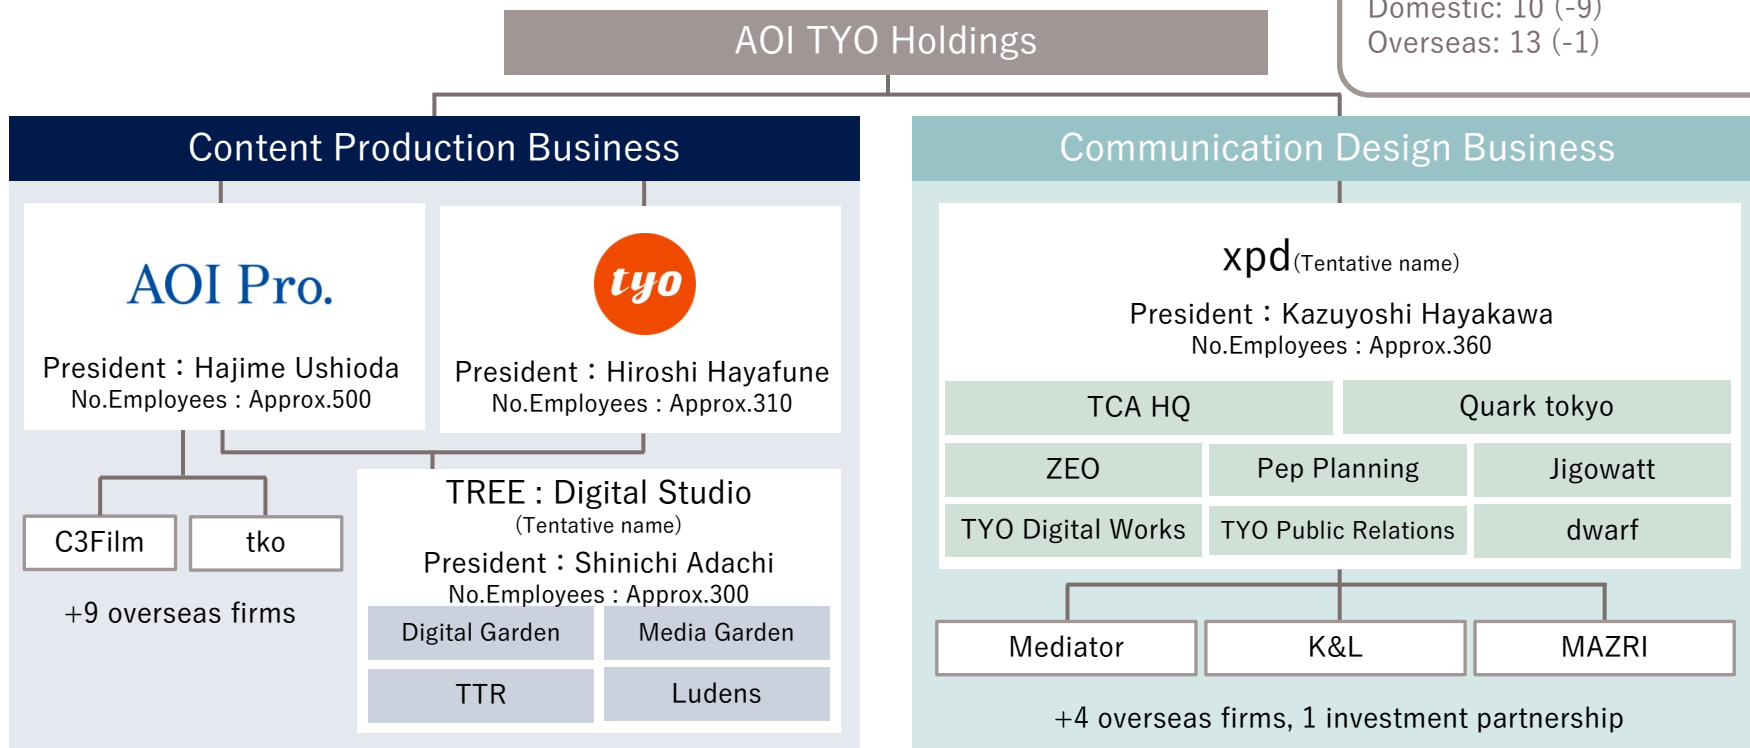 Domestic: 10 (-9)
Overseas: 13 (-1)
AOI TYO Holdings
Content Production Business
AOI Pro.
President：Hajime Ushioda
No.Employees : Approx.500
tyo
President：Hiroshi Hayafune
No.Employees : Approx.310
C3Film
tko
+9 overseas firms
TREE : Digital Studio
(Tentative name)
President：Shinichi Adachi
No.Employees : Approx.300
Digital Garden
Media Garden
TTR
Ludens
Communication Design Business
xpd(Tentative name)
President：Kazuyoshi Hayakawa
No.Employees : Approx.360
TCA HQ
Quark tokyo
ZEO
Pep Planning
Jigowatt
TYO Digital Works
TYO Public Relations
dwarf
Mediator
K&L
MAZRI
+4 overseas firms, 1 investment partnership